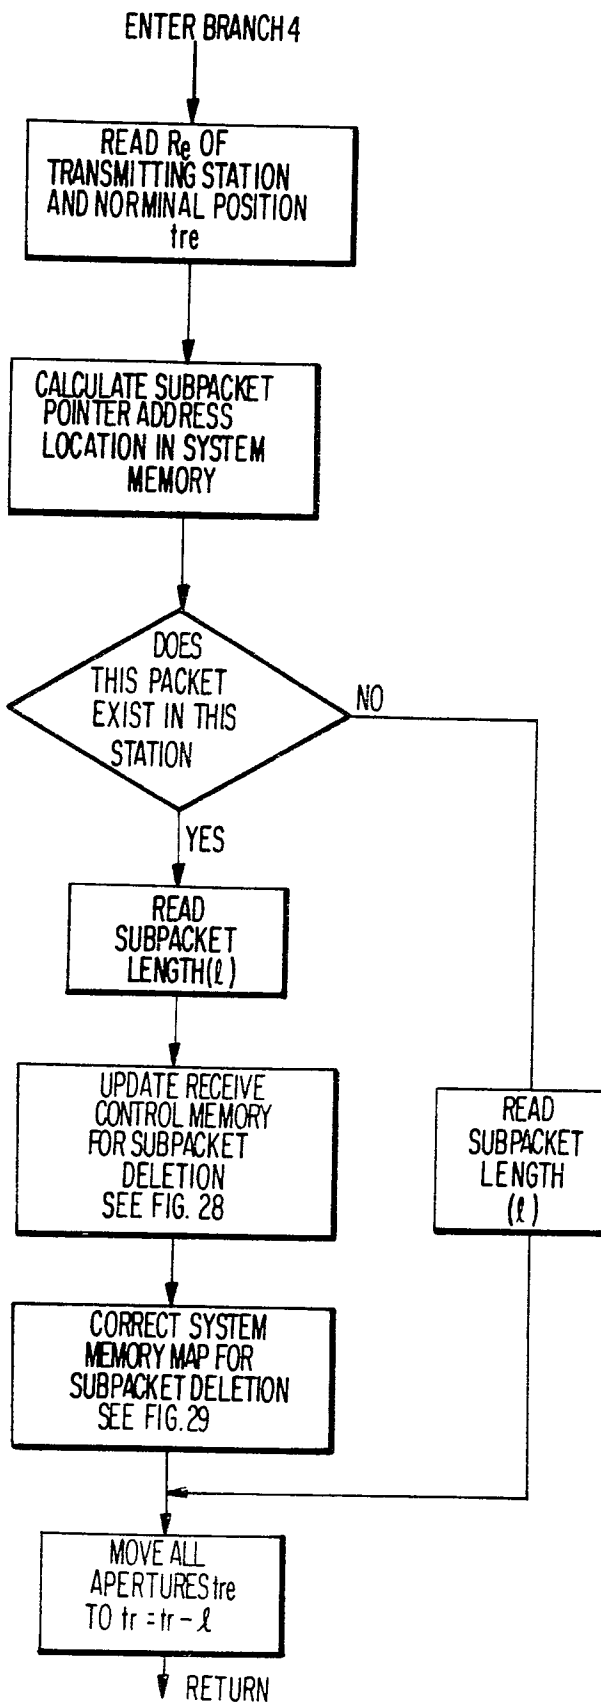 ENTER BRANCH 4
READ Re OF
TRANSMITTING STATION
AND NORMINAL POSITION
tre
CALCULATE SUBPACKET
POINTER ADDRESS
LOCATION IN SYSTEM
MEMORY
DOES
THIS PACKET
EXIST IN THIS
STATION
NO
YES
READ
SUBPACKET
LENGTH(ℓ)
UPDATE RECEIVE
CONTROL MEMORY
FOR SUBPACKET
DELETION
SEE FIG. 28
READ
SUBPACKET
LENGTH
(ℓ)
CORRECT SYSTEM
MEMORY MAP FOR
SUBPACKET DELETION
SEE FIG.29
MOVE ALL
APERTURES tre
TO tr = tr - ℓ
RETURN